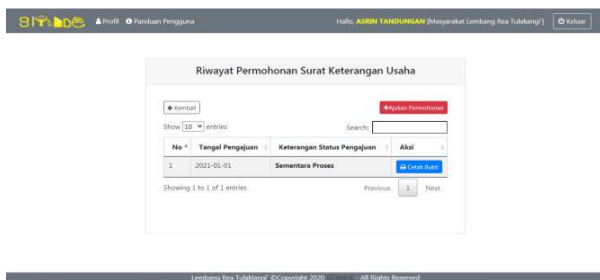 Profil Panduan Pengguna Hallo, ASRIN TANDUNGAN [Masyarakat Lembang Rea Tulakangi'] Keluar
Riwayat Permohonan Surat Keterangan Usaha
Kembali Ajukan Permohonan
Show 10 entries Search:
No Tangal Pengajuan Keterangan Status Pengajuan Aksi
1 2021-01-01 Sementara Proses Cetak Bukti
Showing 1 to 1 of 1 entries Previous 1 Next
Lembang Rea Tulaklangi' ©Copyright 2020 - All Rights Reserved